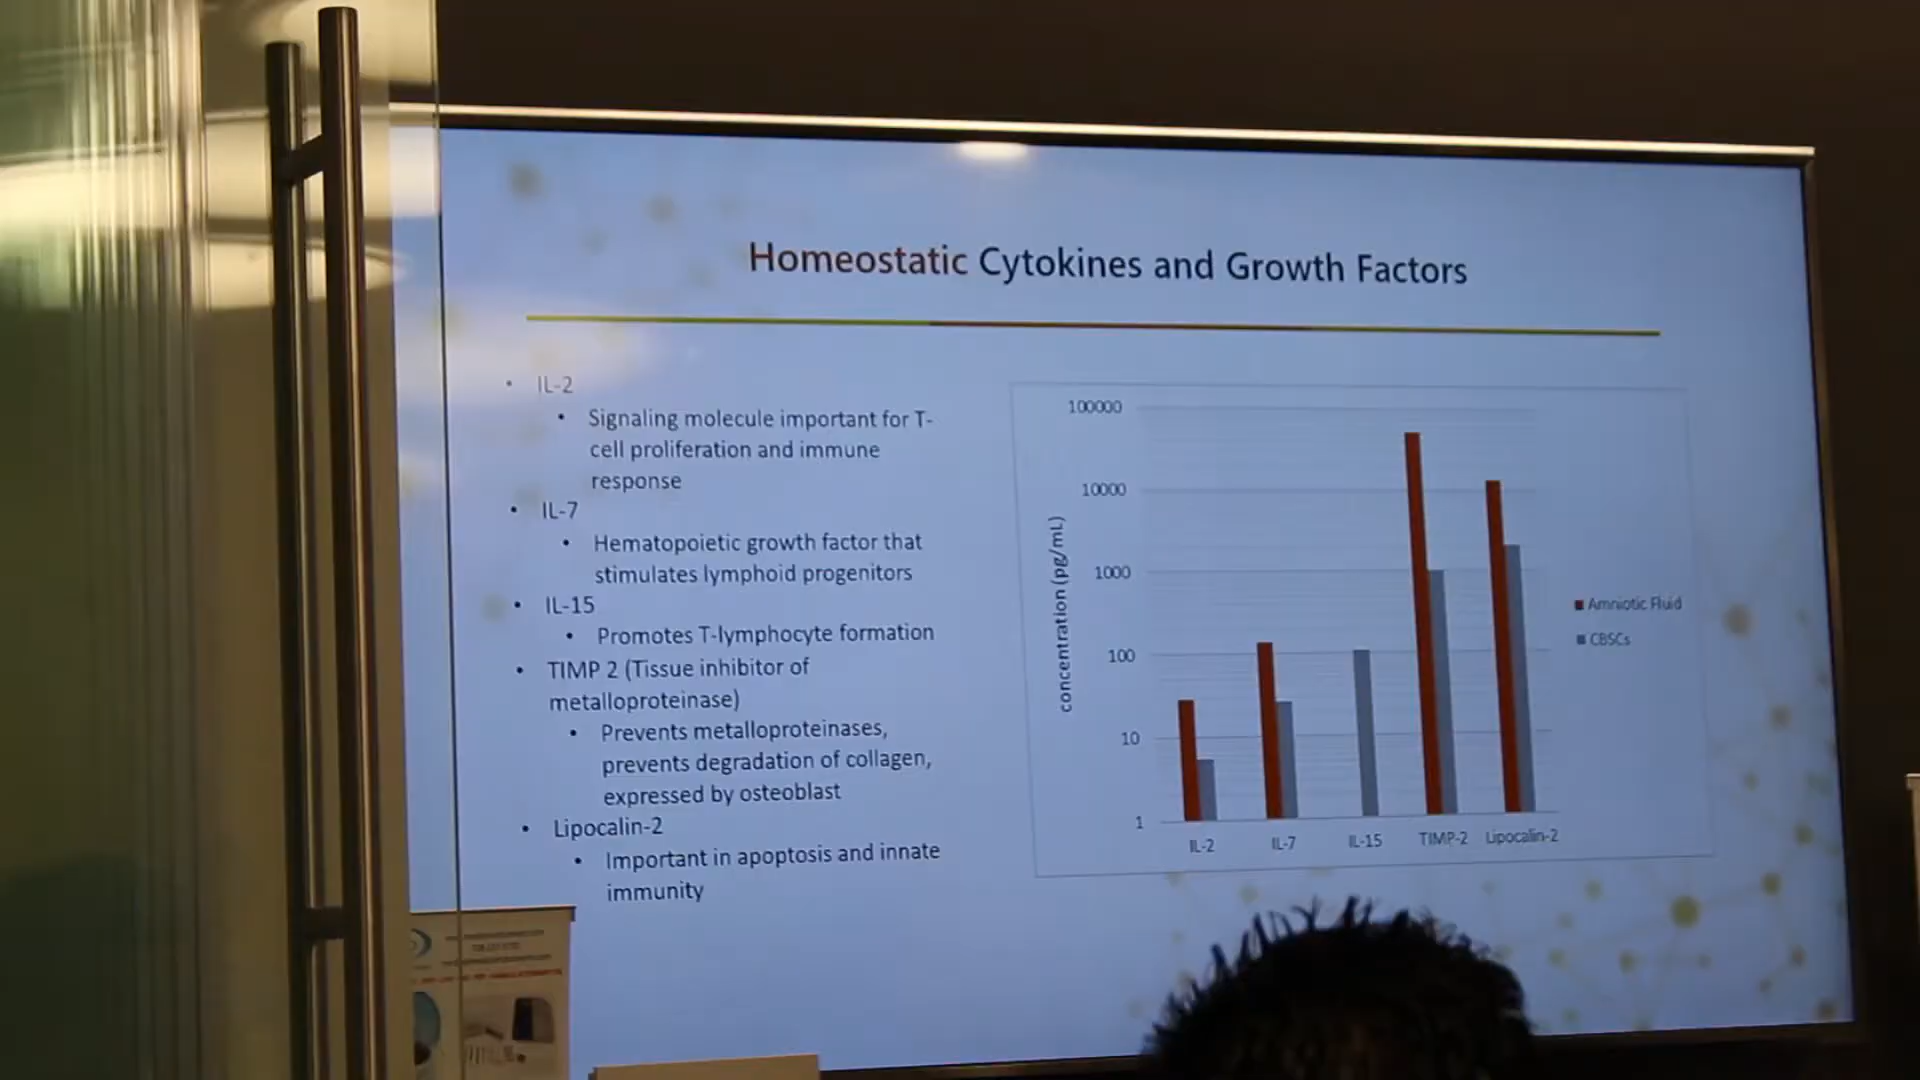 Homeostatic Cytokines and Growth Factors
• IL-2
• Signaling molecule important for T-
cell proliferation and immune
response
• IL-7
• Hematopoietic growth factor that
stimulates lymphoid progenitors
• IL-15
• Promotes T-lymphocyte formation
• TIMP 2 (Tissue inhibitor of
metalloproteinase)
• Prevents metalloproteinases,
prevents degradation of collagen,
expressed by osteoblast
• Lipocalin-2
• Important in apoptosis and innate
immunity
concentration (pg/mL)
100000
10000
1000
100
10
1
IL-2 IL-7 IL-15 TIMP-2 Lipocalin-2
Amniotic Fluid
CBSCs